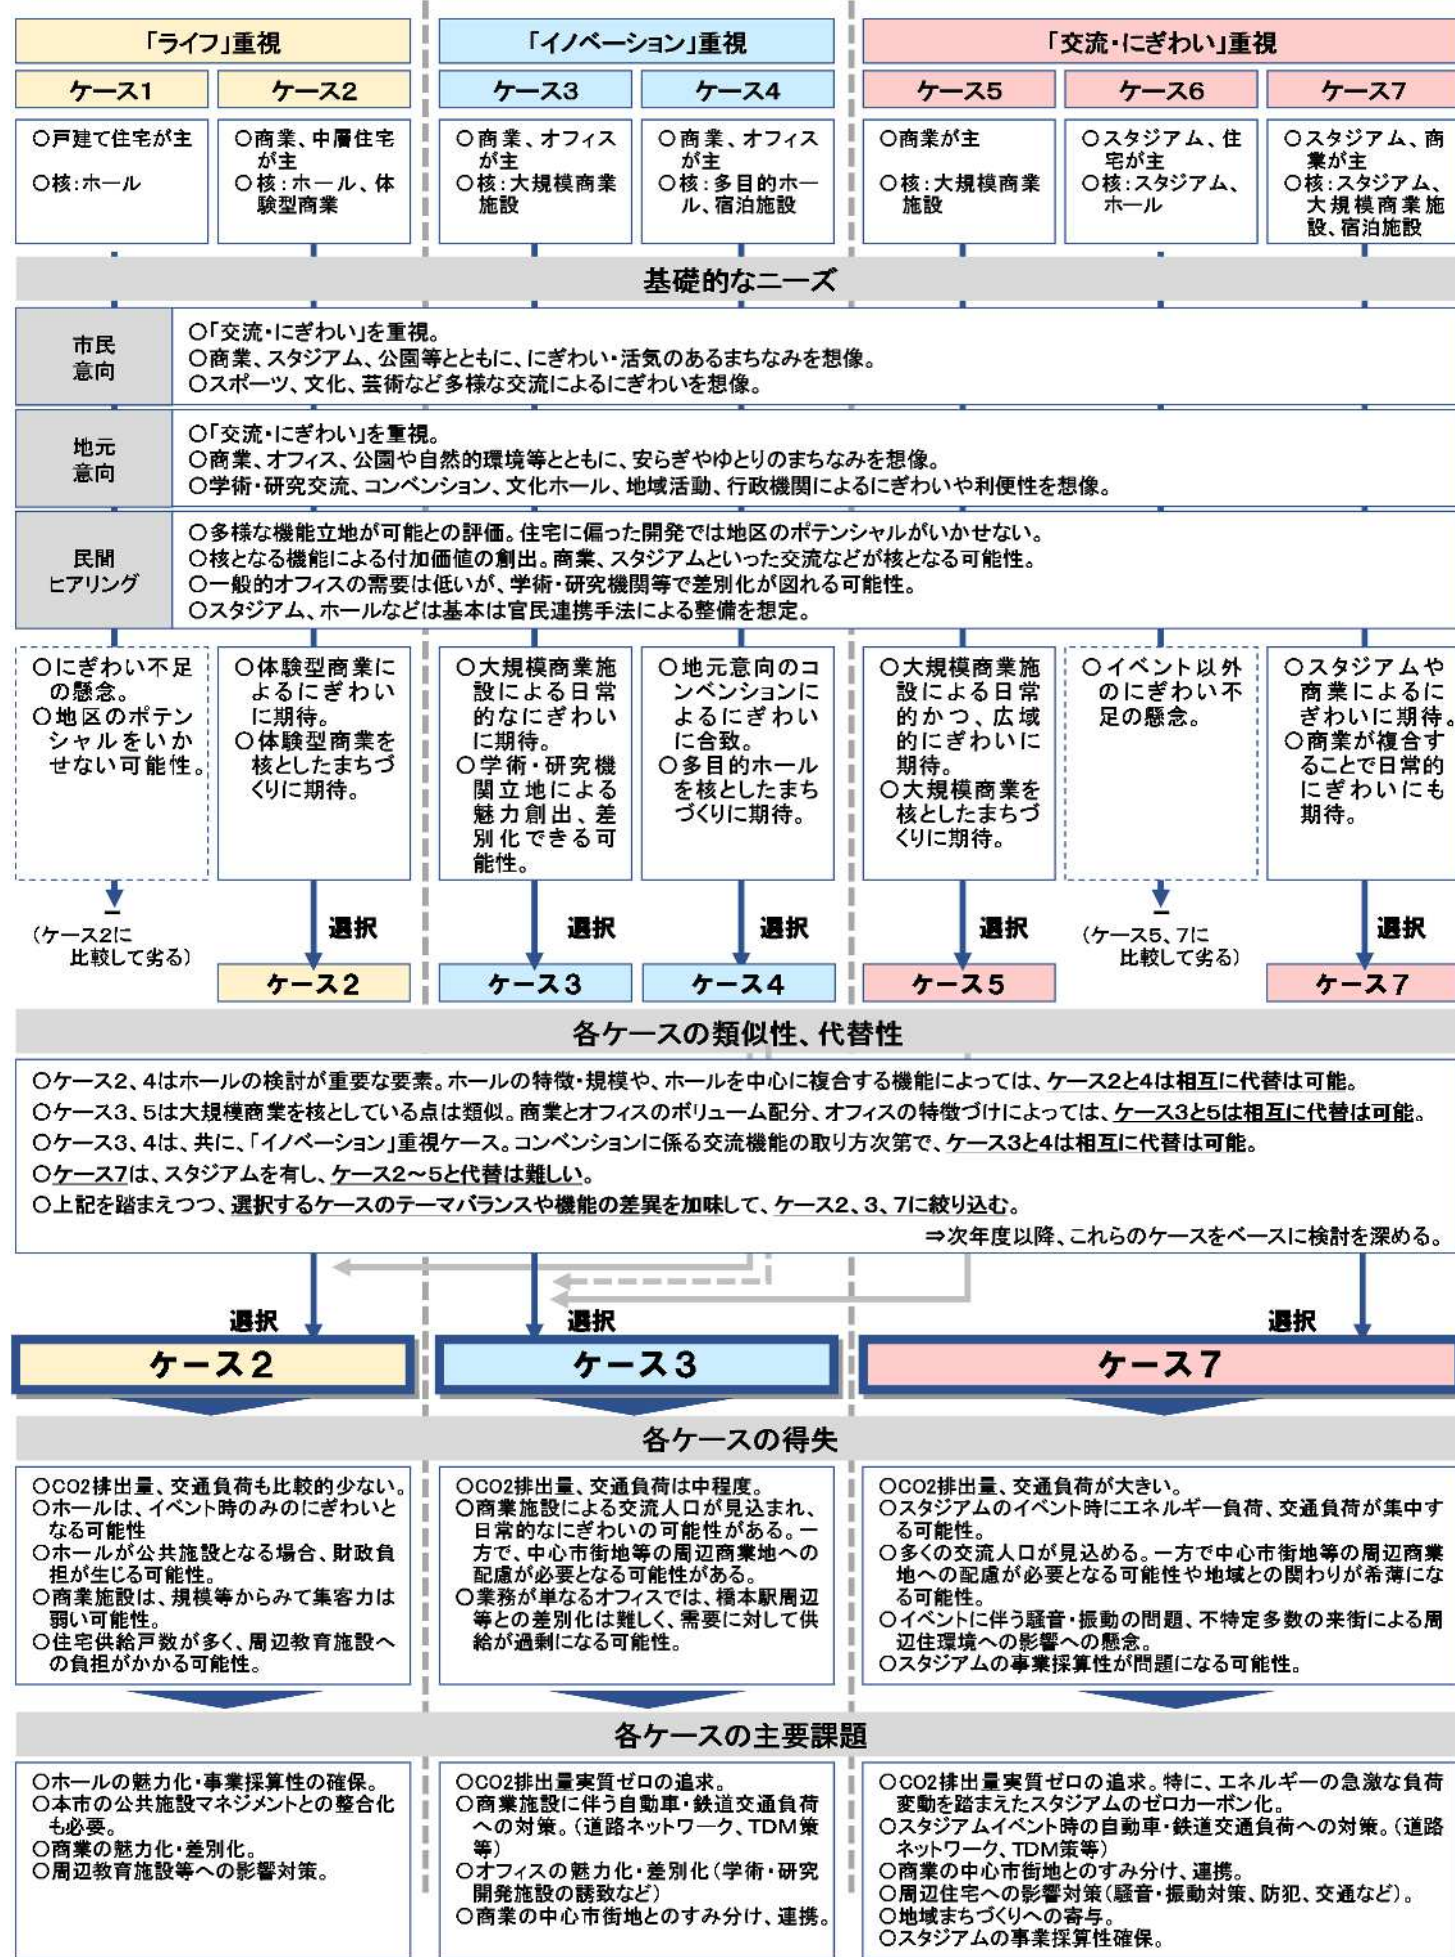 「ライフ」重視
「イノベーション」重視
「交流・にぎわい」重視
ケース1
ケース2
ケース3
ケース4
ケース5
ケース6
ケース7
○戸建て住宅が主
○核：ホール
○商業、中層住宅
が主
○核：ホール、体
験型商業
○商業、オフィス
が主
○核：大規模商業
施設
○商業、オフィス
が主
○核：多目的ホー
ル、宿泊施設
○商業が主
○核：大規模商業
施設
○スタジアム、住
宅が主
○核：スタジアム、
ホール
○スタジアム、商
業が主
○核：スタジアム、
大規模商業施
設、宿泊施設
基礎的なニーズ
市民
意向
○「交流・にぎわい」を重視。
○商業、スタジアム、公園等とともに、にぎわい・活気のあるまちなみを想像。
○スポーツ、文化、芸術など多様な交流によるにぎわいを想像。
地元
意向
○「交流・にぎわい」を重視。
○商業、オフィス、公園や自然的環境等とともに、安らぎやゆとりのまちなみを想像。
○学術・研究交流、コンベンション、文化ホール、地域活動、行政機関によるにぎわいや利便性を想像。
民間
ヒアリング
○多様な機能立地が可能との評価。住宅に偏った開発では地区のポテンシャルがいかせない。
○核となる機能による付加価値の創出。商業、スタジアムといった交流などが核となる可能性。
○一般的オフィスの需要は低いが、学術・研究機関等で差別化が図れる可能性。
○スタジアム、ホールなどは基本は官民連携手法による整備を想定。
○にぎわい不足
の懸念。
○地区のポテン
シャルをいか
せない可能性。
○体験型商業に
よるにぎわい
に期待。
○体験型商業を
核としたまちづ
くりに期待。
○大規模商業施
設による日常
的なにぎわい
に期待。
○学術・研究機
関立地による
魅力創出、差
別化できる可
能性。
○地元意向のコ
ンベンションに
よるにぎわい
に合致。
○多目的ホール
を核としたまち
づくりに期待。
○大規模商業施
設による日常
的かつ、広域
的にぎわいに
期待。
○大規模商業を
核としたまちづ
くりに期待。
○イベント以外
のにぎわい不
足の懸念。
○スタジアムや
商業によるに
ぎわいに期待。
○商業が複合す
ることで日常的
にぎわいにも
期待。
－
（ケース2に
比較して劣る）
選択
選択
選択
選択
－
（ケース5、7に
比較して劣る）
選択
ケース2
ケース3
ケース4
ケース5
ケース7
各ケースの類似性、代替性
○ケース2、4はホールの検討が重要な要素。ホールの特徴・規模や、ホールを中心に複合する機能によっては、ケース2と4は相互に代替は可能。
○ケース3、5は大規模商業を核としている点は類似。商業とオフィスのボリューム配分、オフィスの特徴づけによっては、ケース3と5は相互に代替は可能。
○ケース3、4は、共に、「イノベーション」重視ケース。コンベンションに係る交流機能の取り方次第で、ケース3と4は相互に代替は可能。
○ケース7は、スタジアムを有し、ケース2～5と代替は難しい。
○上記を踏まえつつ、選択するケースのテーマバランスや機能の差異を加味して、ケース2、3、7に絞り込む。
⇒次年度以降、これらのケースをベースに検討を深める。
選択
選択
選択
ケース2
ケース3
ケース7
各ケースの得失
○CO2排出量、交通負荷も比較的少ない。
○ホールは、イベント時のみのにぎわいと
なる可能性
○ホールが公共施設となる場合、財政負
担が生じる可能性。
○商業施設は、規模等からみて集客力は
弱い可能性。
○住宅供給戸数が多く、周辺教育施設へ
の負担がかかる可能性。
○CO2排出量、交通負荷は中程度。
○商業施設による交流人口が見込まれ、
日常的なにぎわいの可能性がある。一
方で、中心市街地等の周辺商業地への
配慮が必要となる可能性がある。
○業務が単なるオフィスでは、橋本駅周辺
等との差別化は難しく、需要に対して供
給が過剰になる可能性。
○CO2排出量、交通負荷が大きい。
○スタジアムのイベント時にエネルギー負荷、交通負荷が集中す
る可能性。
○多くの交流人口が見込める。一方で中心市街地等の周辺商業
地への配慮が必要となる可能性や地域との関わりが希薄にな
る可能性。
○イベントに伴う騒音・振動の問題、不特定多数の来街による周
辺住環境への影響への懸念。
○スタジアムの事業採算性が問題になる可能性。
各ケースの主要課題
○ホールの魅力化・事業採算性の確保。
○本市の公共施設マネジメントとの整合化
も必要。
○商業の魅力化・差別化。
○周辺教育施設等への影響対策。
○CO2排出量実質ゼロの追求。
○商業施設に伴う自動車・鉄道交通負荷
への対策。（道路ネットワーク、TDM策
等）
○オフィスの魅力化・差別化（学術・研究
開発施設の誘致など）
○商業の中心市街地とのすみ分け、連携。
○CO2排出量実質ゼロの追求。特に、エネルギーの急激な負荷
変動を踏まえたスタジアムのゼロカーボン化。
○スタジアムイベント時の自動車・鉄道交通負荷への対策。（道路
ネットワーク、TDM策等）
○商業の中心市街地とのすみ分け、連携。
○周辺住宅への影響対策（騒音・振動対策、防犯、交通など）。
○地域まちづくりへの寄与。
○スタジアムの事業採算性確保。